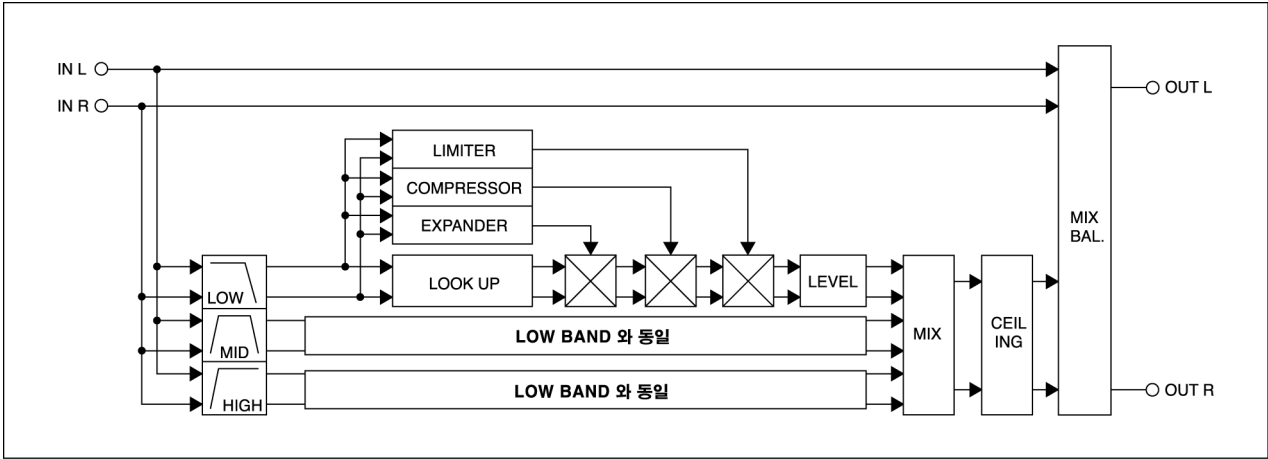 IN L
IN R
OUT L
LIMITER
COMPRESSOR
EXPANDER
MIX
BAL.
LOW
LOOK UP
LEVEL
MID
LOW BAND 와 동일
MIX
CEIL
ING
HIGH
LOW BAND 와 동일
OUT R